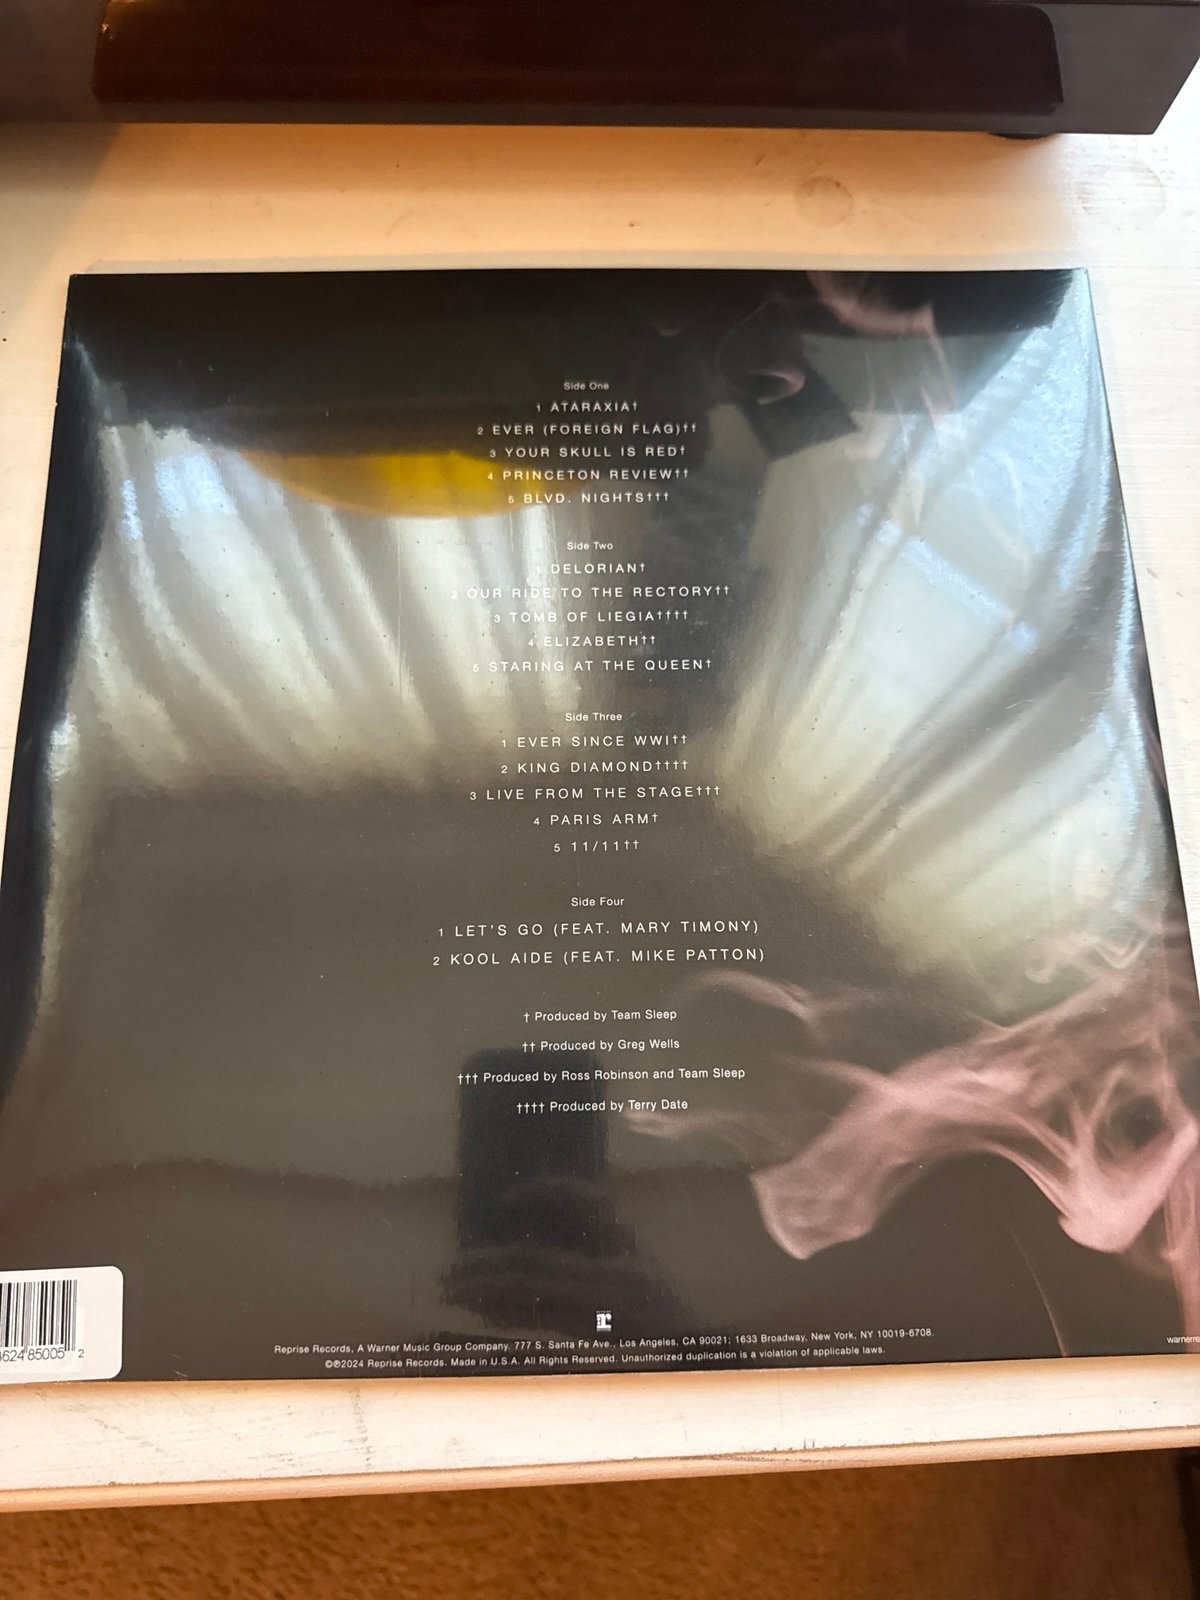 Side One
1 ATARAXIA†
2 EVER (FOREIGN FLAG)††
3 YOUR SKULL IS RED†
4 PRINCETON REVIEW††
5 BLVD. NIGHTS†††
Side Two
1 DELORIAN†
2 OUR RIDE TO THE RECTORY††
3 TOMB OF LIEGIA††††
4 ELIZABETH††
5 STARING AT THE QUEEN†
Side Three
1 EVER SINCE WWI††
2 KING DIAMOND††††
3 LIVE FROM THE STAGE†††
4 PARIS ARM†
5 11/11††
Side Four
1 LET'S GO (FEAT. MARY TIMONY)
2 KOOL AIDE (FEAT. MIKE PATTON)
† Produced by Team Sleep
†† Produced by Greg Wells
††† Produced by Ross Robinson and Team Sleep
†††† Produced by Terry Date
r
Reprise Records, A Warner Music Group Company. 777 S. Santa Fe Ave., Los Angeles, CA 90021; 1633 Broadway, New York, NY 10019-6708.
©℗2024 Reprise Records. Made in U.S.A. All Rights Reserved. Unauthorized duplication is a violation of applicable laws.
624 85005 2